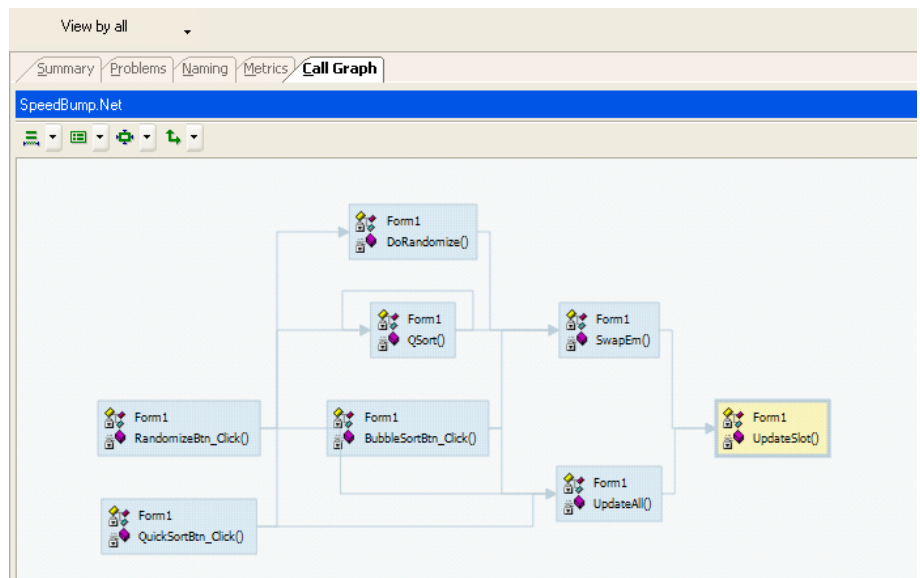 View by all
Summary Problems Naming Metrics Call Graph
SpeedBump.Net
Form1
DoRandomize()
Form1
QSort()
Form1
SwapEm()
Form1
RandomizeBtn_Click()
Form1
BubbleSortBtn_Click()
Form1
UpdateSlot()
Form1
UpdateAll()
Form1
QuickSortBtn_Click()